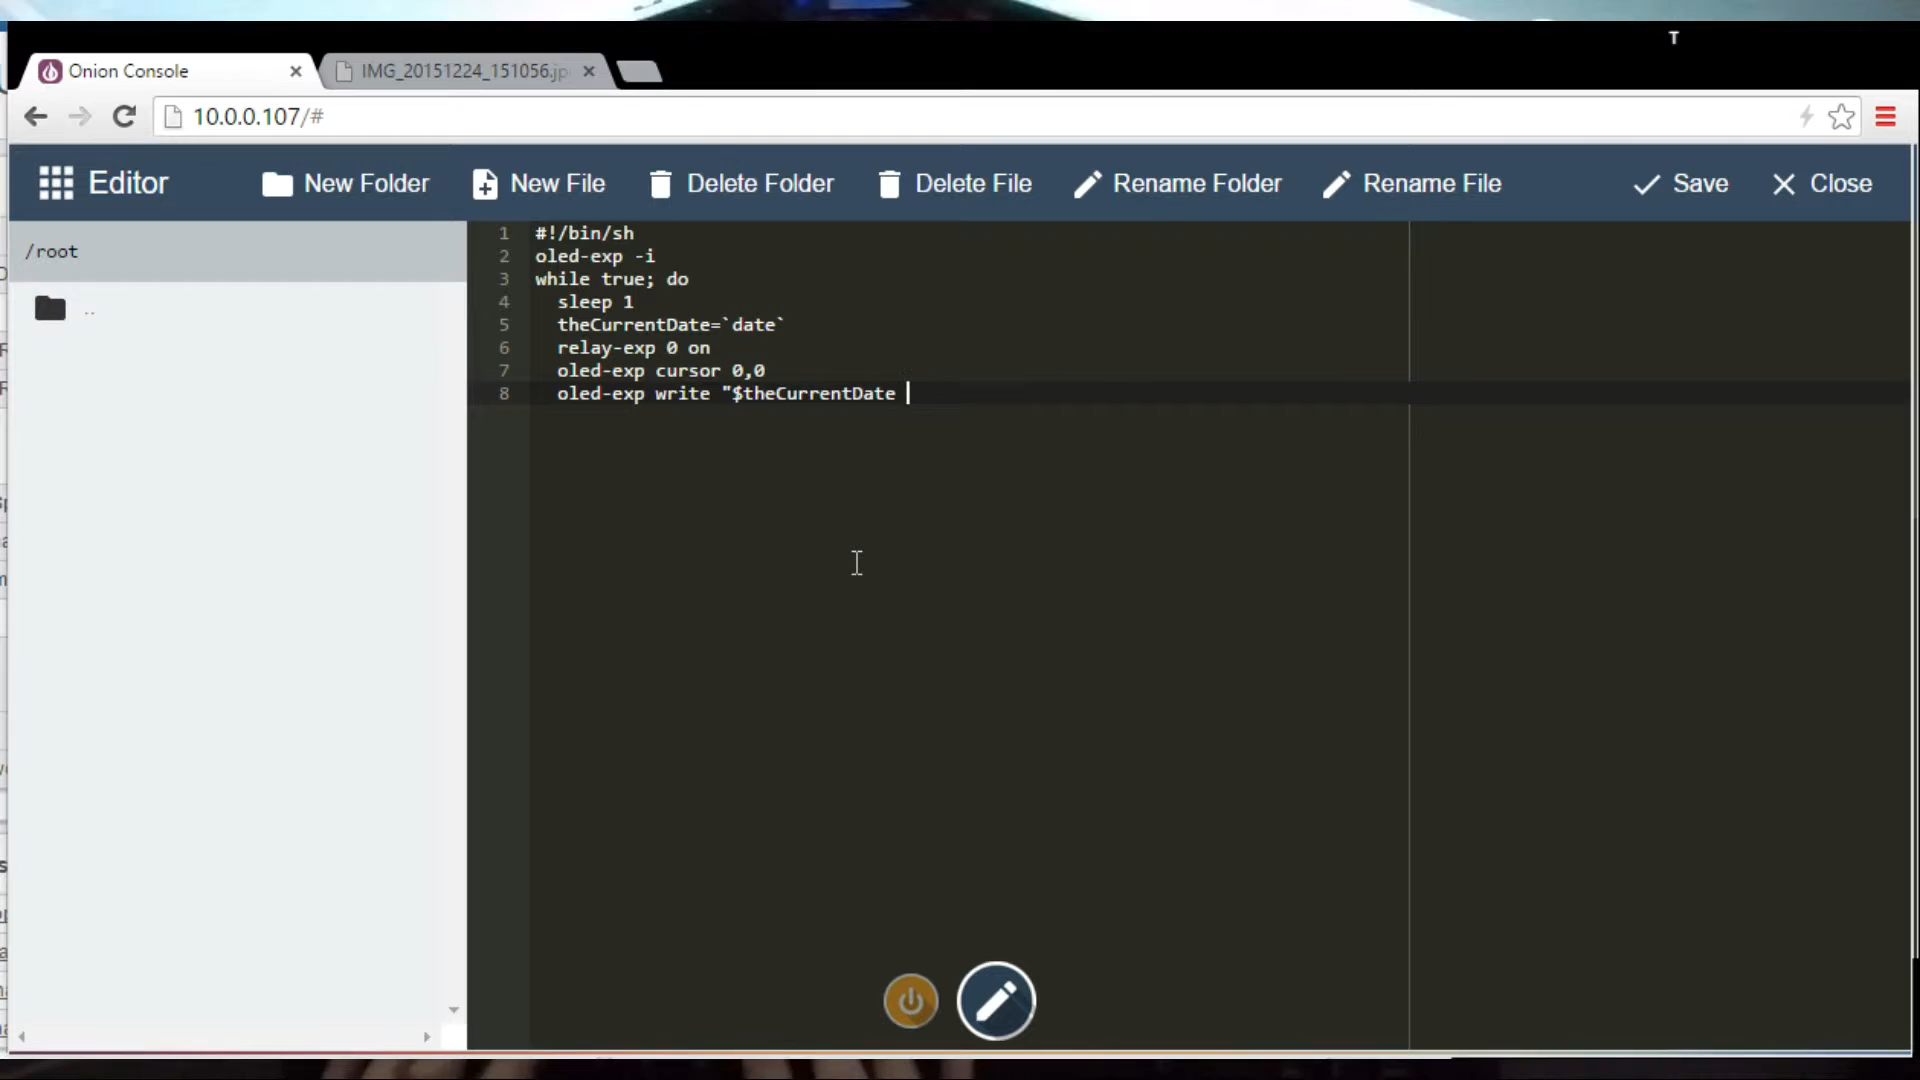 T
Onion Console
IMG_20151224_151056.jp
10.0.0.107/#
Editor
New Folder
New File
Delete Folder
Delete File
Rename Folder
Rename File
Save
Close
/root
..
1 #!/bin/sh
2 oled-exp -i
3 while true; do
4 sleep 1
5 theCurrentDate=`date`
6 relay-exp 0 on
7 oled-exp cursor 0,0
8 oled-exp write "$theCurrentDate